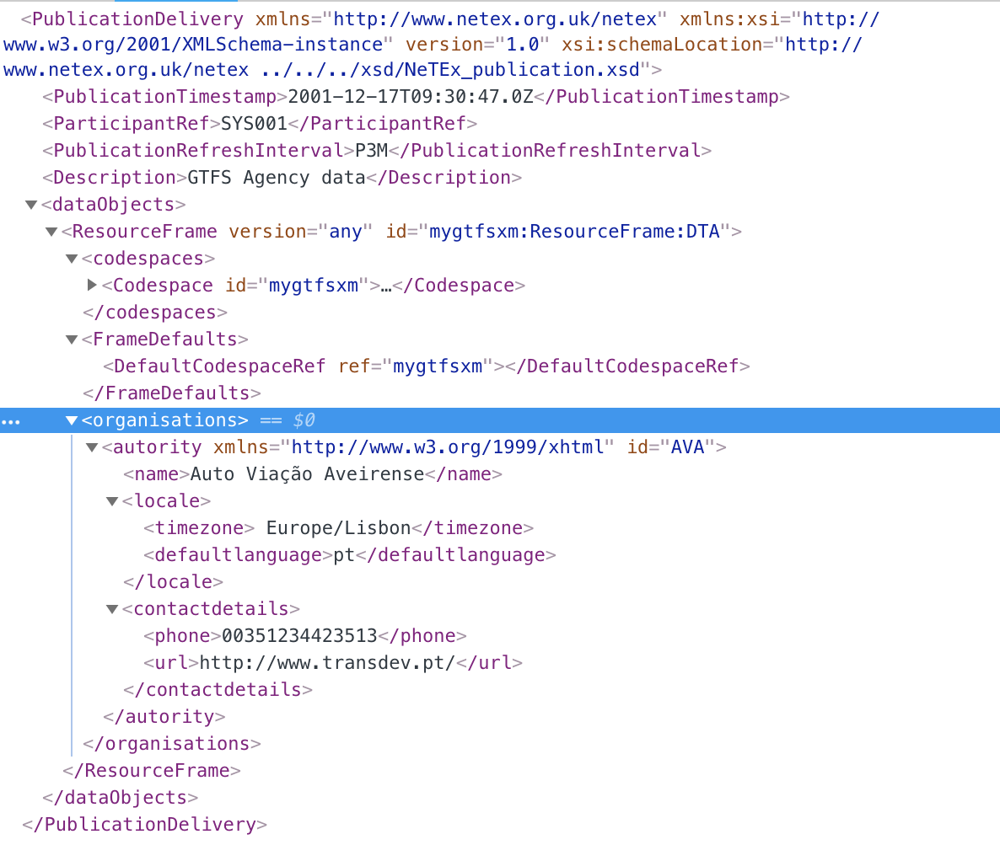 <PublicationDelivery xmlns="http://www.netex.org.uk/netex" xmlns:xsi="http://
www.w3.org/2001/XMLSchema-instance" version="1.0" xsi:schemaLocation="http://
www.netex.org.uk/netex ../../../xsd/NeTEx_publication.xsd">
<PublicationTimestamp>2001-12-17T09:30:47.0Z</PublicationTimestamp>
<ParticipantRef>SYS001</ParticipantRef>
<PublicationRefreshInterval>P3M</PublicationRefreshInterval>
<Description>GTFS Agency data</Description>
▼<dataObjects>
▼<ResourceFrame version="any" id="mygtfsxm:ResourceFrame:DTA">
▼<codespaces>
▶<Codespace id="mygtfsxm">…</Codespace>
</codespaces>
▼<FrameDefaults>
<DefaultCodespaceRef ref="mygtfsxm"></DefaultCodespaceRef>
</FrameDefaults>
... ▼<organisations> == $0
▼<autority xmlns="http://www.w3.org/1999/xhtml" id="AVA">
<name>Auto Viação Aveirense</name>
▼<locale>
<timezone> Europe/Lisbon</timezone>
<defaultlanguage>pt</defaultlanguage>
</locale>
▼<contactdetails>
<phone>00351234423513</phone>
<url>http://www.transdev.pt/</url>
</contactdetails>
</autority>
</organisations>
</ResourceFrame>
</dataObjects>
</PublicationDelivery>